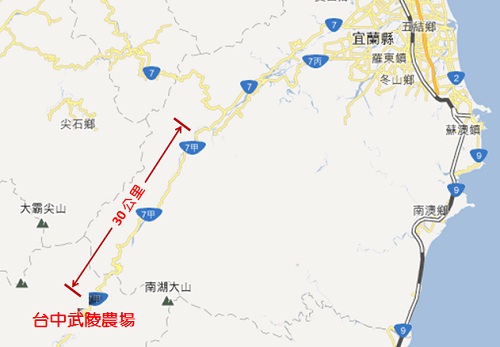 五結鄉
宜蘭縣
7丙
羅東鎮
7
7
冬山鄉
2
7
尖石鄉
蘇澳鎮
7甲
9
9
30公里
大霸尖山
7甲
南澳鄉
南湖大山
台中武陵農場
9